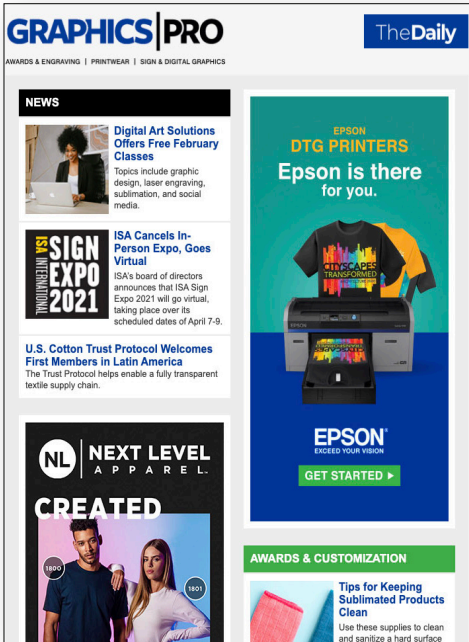 GRAPHICS|PRO
AWARDS & ENGRAVING | PRINTWEAR | SIGN & DIGITAL GRAPHICS
TheDaily
NEWS
Digital Art Solutions
Offers Free February
Classes
Topics include graphic
design, laser engraving,
sublimation, and social
media.
ISA INTERNATIONAL
SIGN
EXPO
2021
ISA Cancels In-
Person Expo, Goes
Virtual
ISA's board of directors
announces that ISA Sign
Expo 2021 will go virtual,
taking place over its
scheduled dates of April 7-9.
U.S. Cotton Trust Protocol Welcomes
First Members in Latin America
The Trust Protocol helps enable a fully transparent
textile supply chain.
NL NEXT LEVEL
APPAREL
CREATED
1800
1801
EPSON
DTG PRINTERS
Epson is there
for you.
CITYSCAPES
TRANSFORMED
EPSON
EPSON
EXCEED YOUR VISION
GET STARTED
AWARDS & CUSTOMIZATION
Tips for Keeping
Sublimated Products
Clean
Use these supplies to clean
and sanitize a hard surface